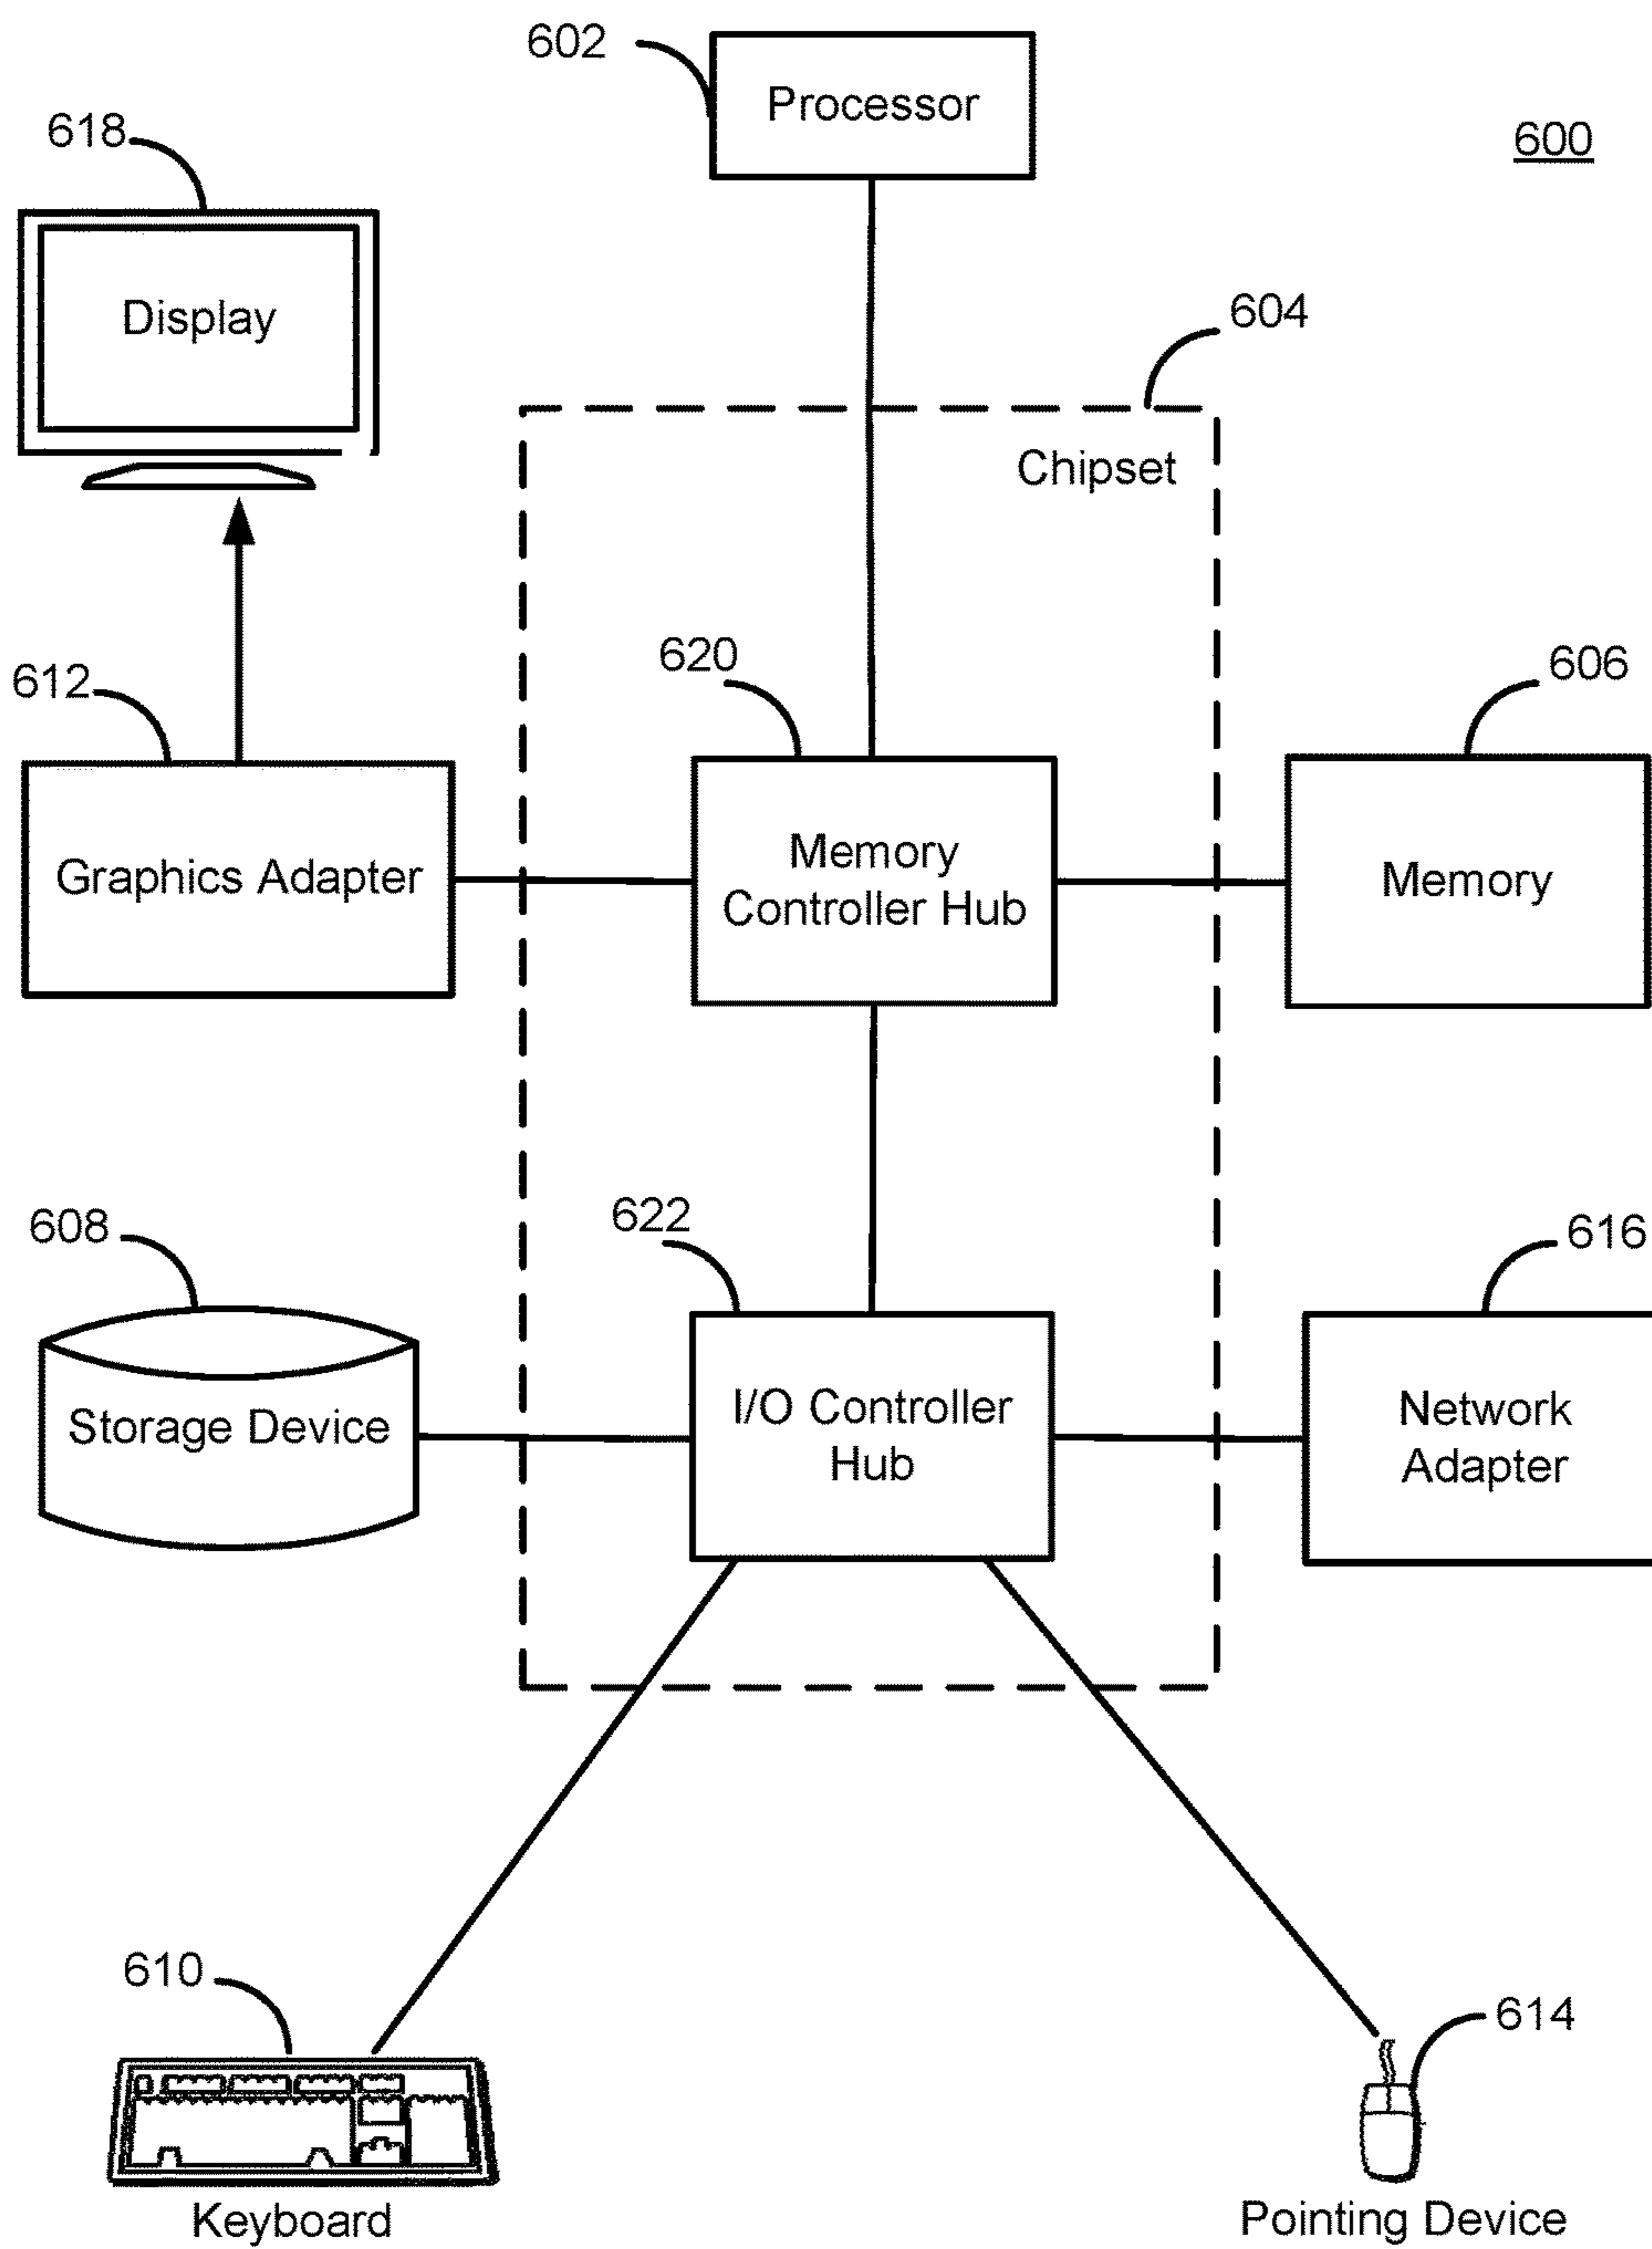 602
Processor
600
618
Display
604
Chipset
620
606
612
Memory
Controller Hub
Graphics Adapter
Memory
608
622
616
Storage Device
I/O Controller
Hub
Network
Adapter
610
614
Keyboard
Pointing Device